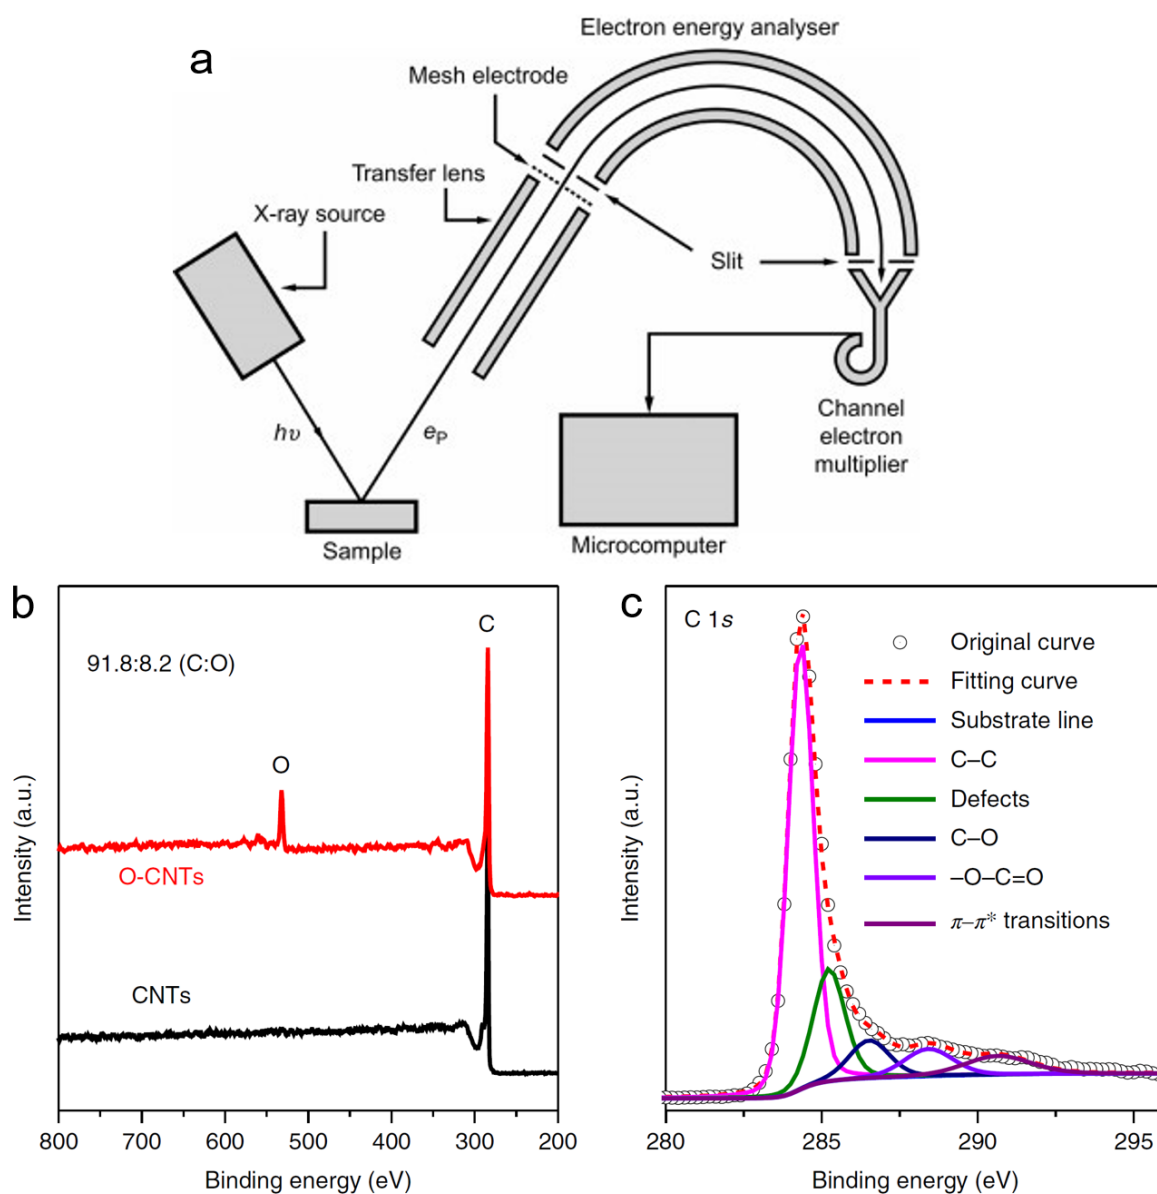 a
Electron energy analyser
Mesh electrode
Transfer lens
X-ray source
Slit
hυ
eP
Channel
electron
multiplier
Sample
Microcomputer
b
91.8:8.2 (C:O)
C
O
O-CNTs
CNTs
Intensity (a.u.)
800 700 600 500 400 300 200
Binding energy (eV)
c
C 1s
Original curve
Fitting curve
Substrate line
C–C
Defects
C–O
–O–C=O
π–π* transitions
Intensity (a.u.)
280 285 290 295
Binding energy (eV)